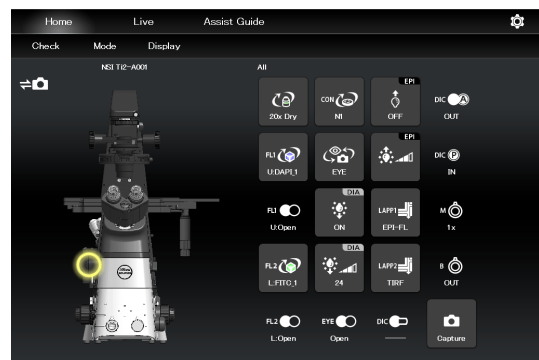 Home Live Assist Guide
Check Mode Display
NSI Ti2-A001
All
EPI
20x Dry
CON
N1
OFF
DIC A
OUT
EPI
FL1
U:DAPI_1
EYE
DIC P
IN
DIA
FL1
U:Open
ON
LAPP1
EPI-FL
M
1x
DIA
FL2
L:FITC_1
24
LAPP2
TIRF
B
OUT
FL2
L:Open
EYE
Open
DIC
Capture